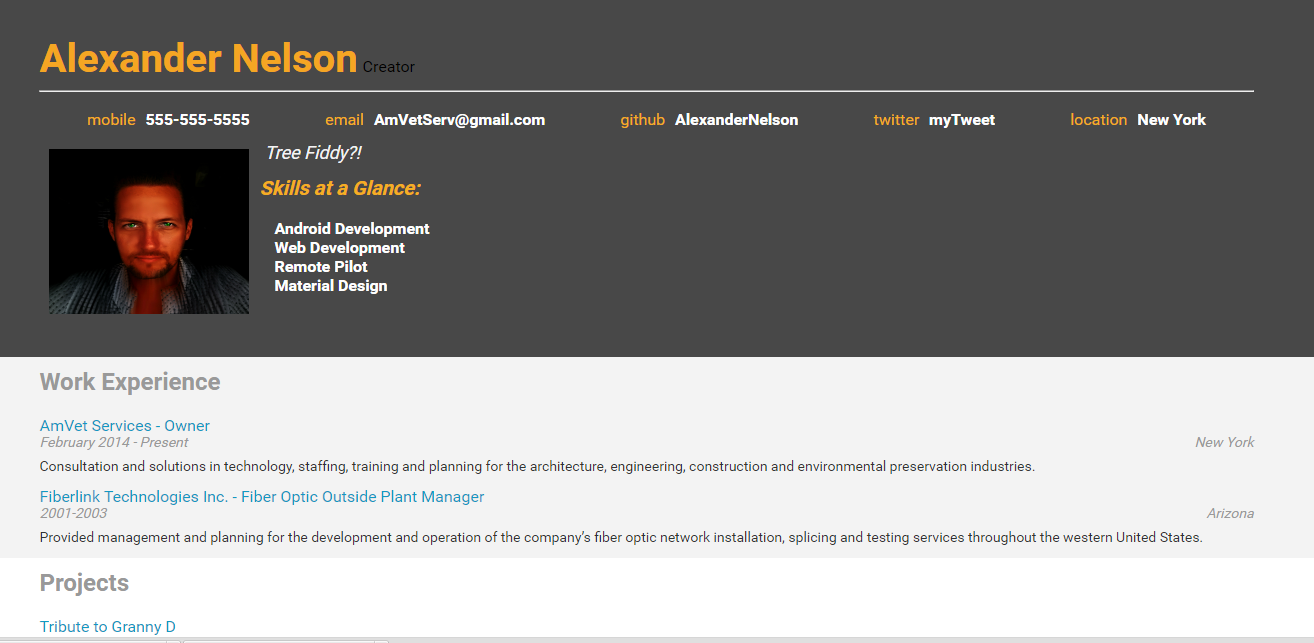 Alexander Nelson Creator
mobile 555-555-5555 email AmVetServ@gmail.com github AlexanderNelson twitter myTweet location New York
Tree Fiddy?!
Skills at a Glance:
Android Development
Web Development
Remote Pilot
Material Design
Work Experience
AmVet Services - Owner
February 2014 - Present New York
Consultation and solutions in technology, staffing, training and planning for the architecture, engineering, construction and environmental preservation industries.
Fiberlink Technologies Inc. - Fiber Optic Outside Plant Manager
2001-2003 Arizona
Provided management and planning for the development and operation of the company’s fiber optic network installation, splicing and testing services throughout the western United States.
Projects
Tribute to Granny D